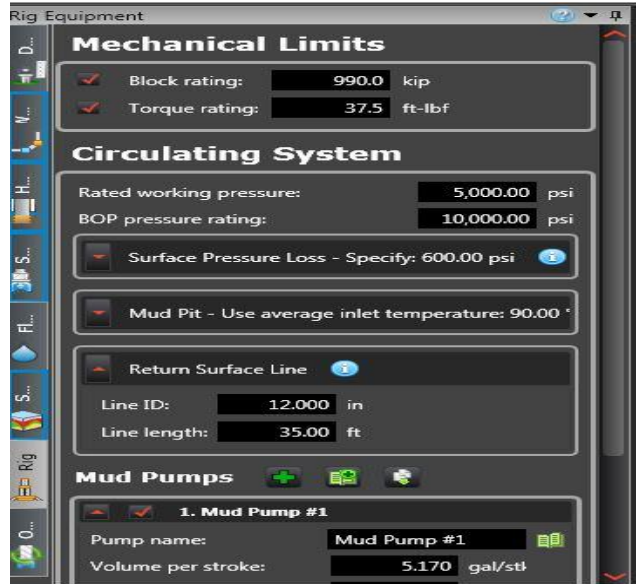 Rig Equipment
Mechanical Limits
Block rating: 990.0 kip
Torque rating: 37.5 ft-lbf
Circulating System
Rated working pressure: 5,000.00 psi
BOP pressure rating: 10,000.00 psi
Surface Pressure Loss - Specify: 600.00 psi
Mud Pit - Use average inlet temperature: 90.00 °
Return Surface Line
Line ID: 12.000 in
Line length: 35.00 ft
Mud Pumps
1. Mud Pump #1
Pump name: Mud Pump #1
Volume per stroke: 5.170 gal/stk
D...
W...
H...
S...
Fl...
S...
Rig
O...